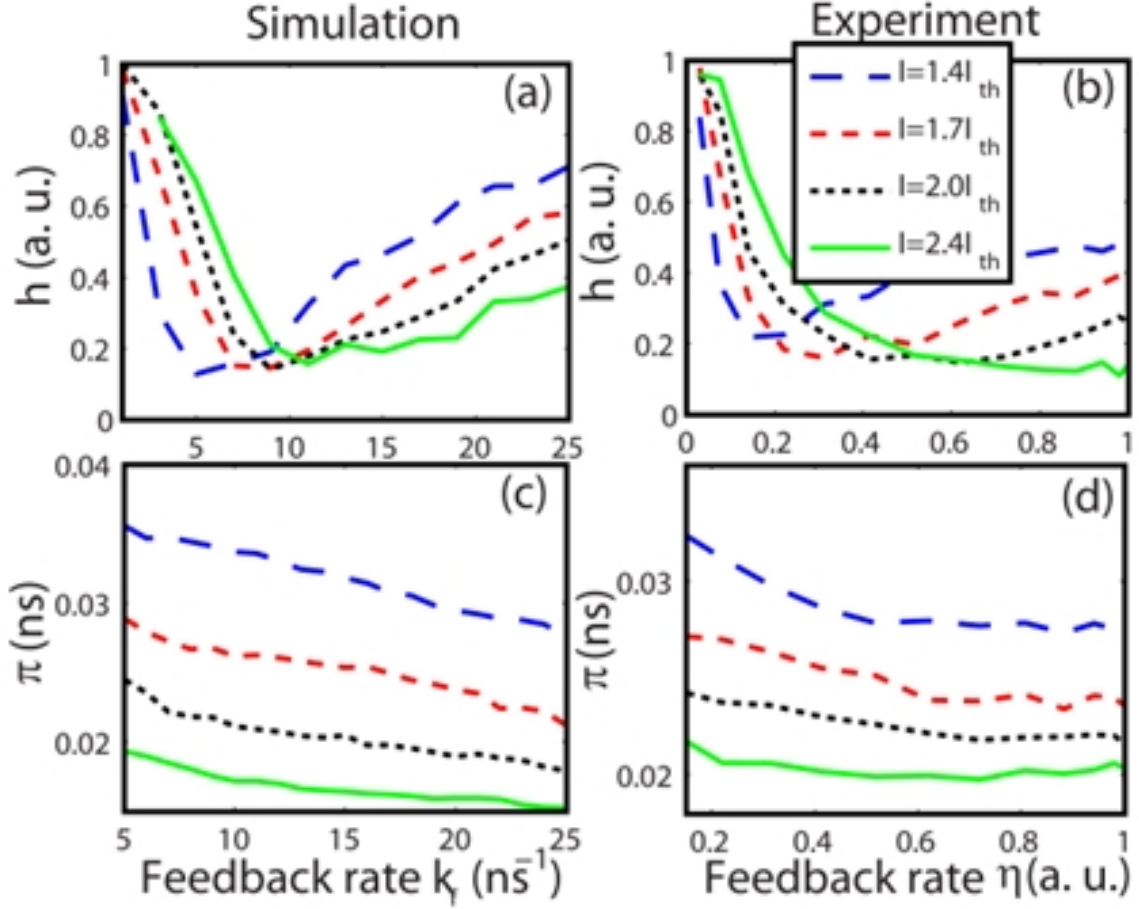 Simulation
Experiment
(a)
1
0.8
0.6
0.4
0.2
0
h (a. u.)
5
10
15
20
25
(b)
1
0.8
0.6
0.4
0.2
0
h (a. u.)
0
0.2
0.4
0.6
0.8
1
I=1.4I th
I=1.7I th
I=2.0I th
I=2.4I th
(c)
0.04
0.03
0.02
π (ns)
5
10
15
20
25
Feedback rate kf (ns-1)
(d)
0.03
0.02
π (ns)
0.2
0.4
0.6
0.8
1
Feedback rate η (a. u.)